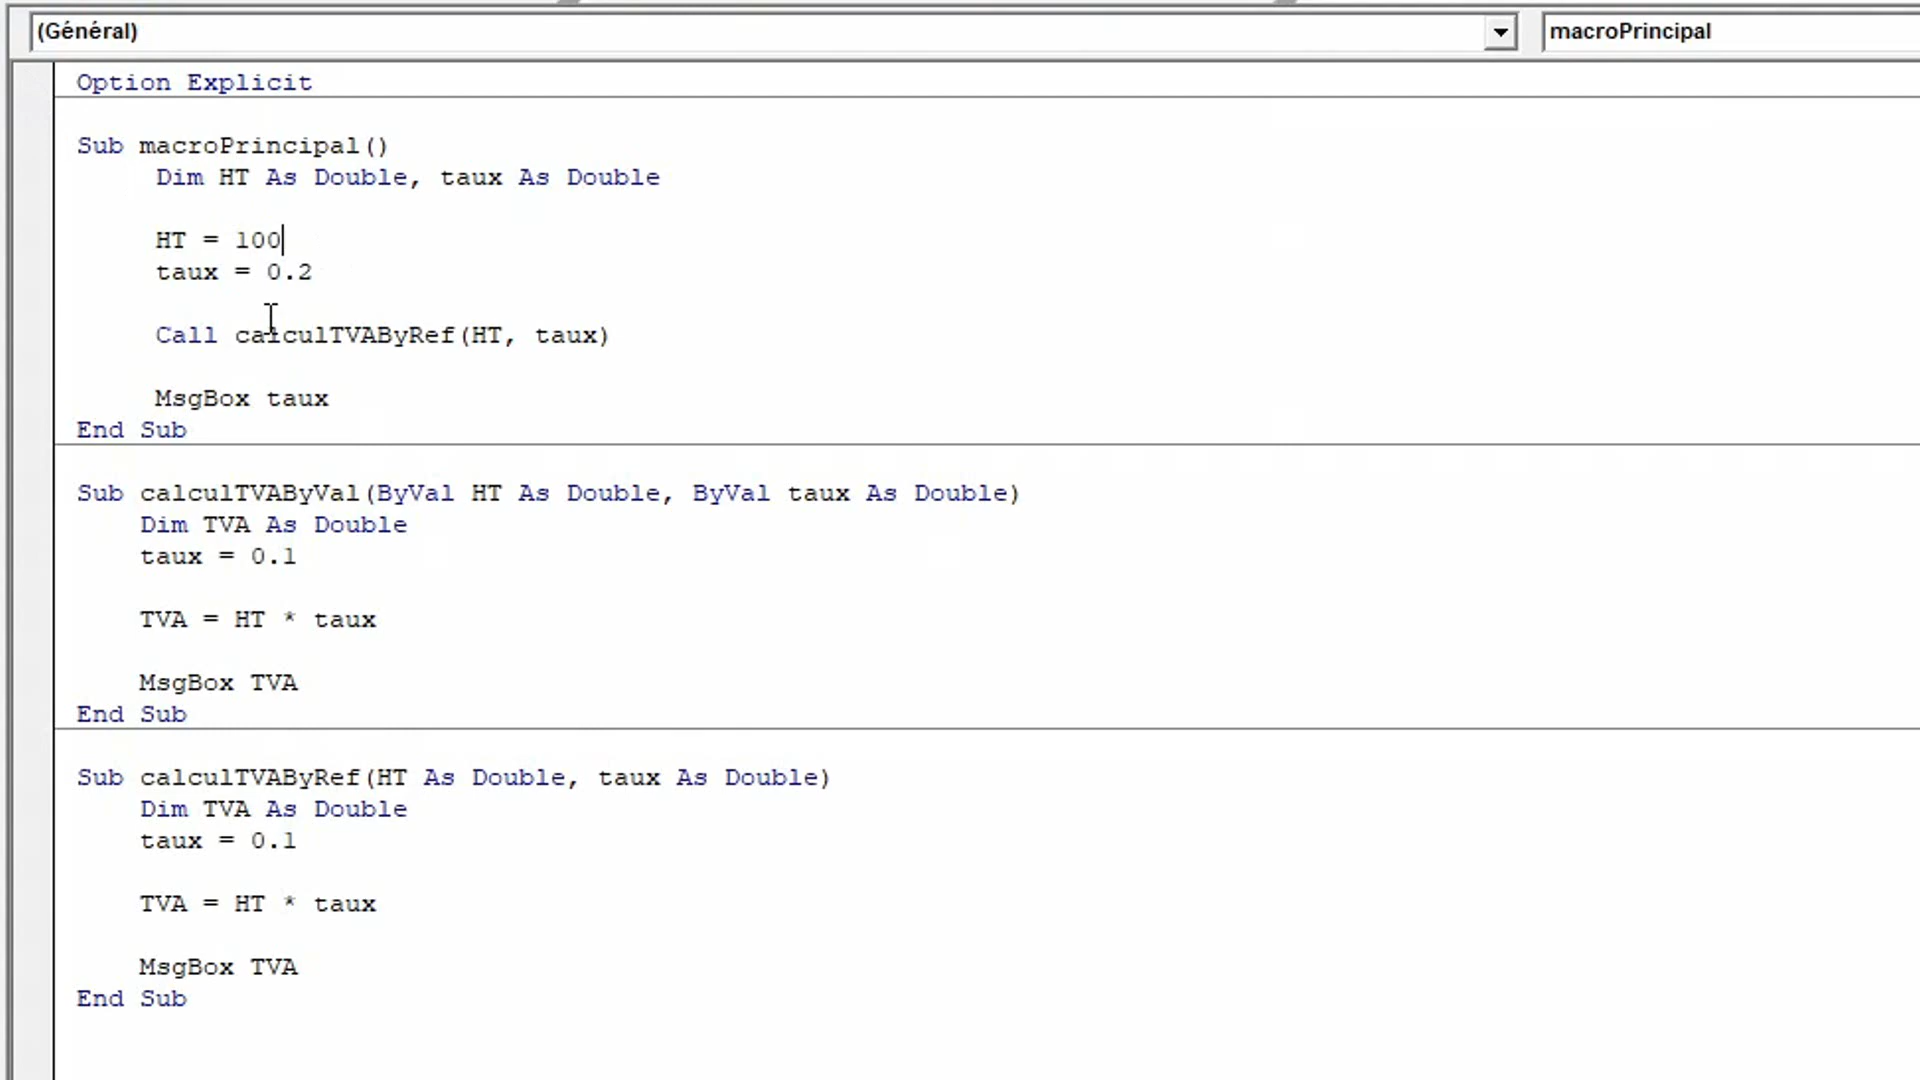 (Général) macroPrincipal
Option Explicit
Sub macroPrincipal()
Dim HT As Double, taux As Double
HT = 100
taux = 0.2
Call calculTVAByRef(HT, taux)
MsgBox taux
End Sub
Sub calculTVAByVal(ByVal HT As Double, ByVal taux As Double)
Dim TVA As Double
taux = 0.1
TVA = HT * taux
MsgBox TVA
End Sub
Sub calculTVAByRef(HT As Double, taux As Double)
Dim TVA As Double
taux = 0.1
TVA = HT * taux
MsgBox TVA
End Sub